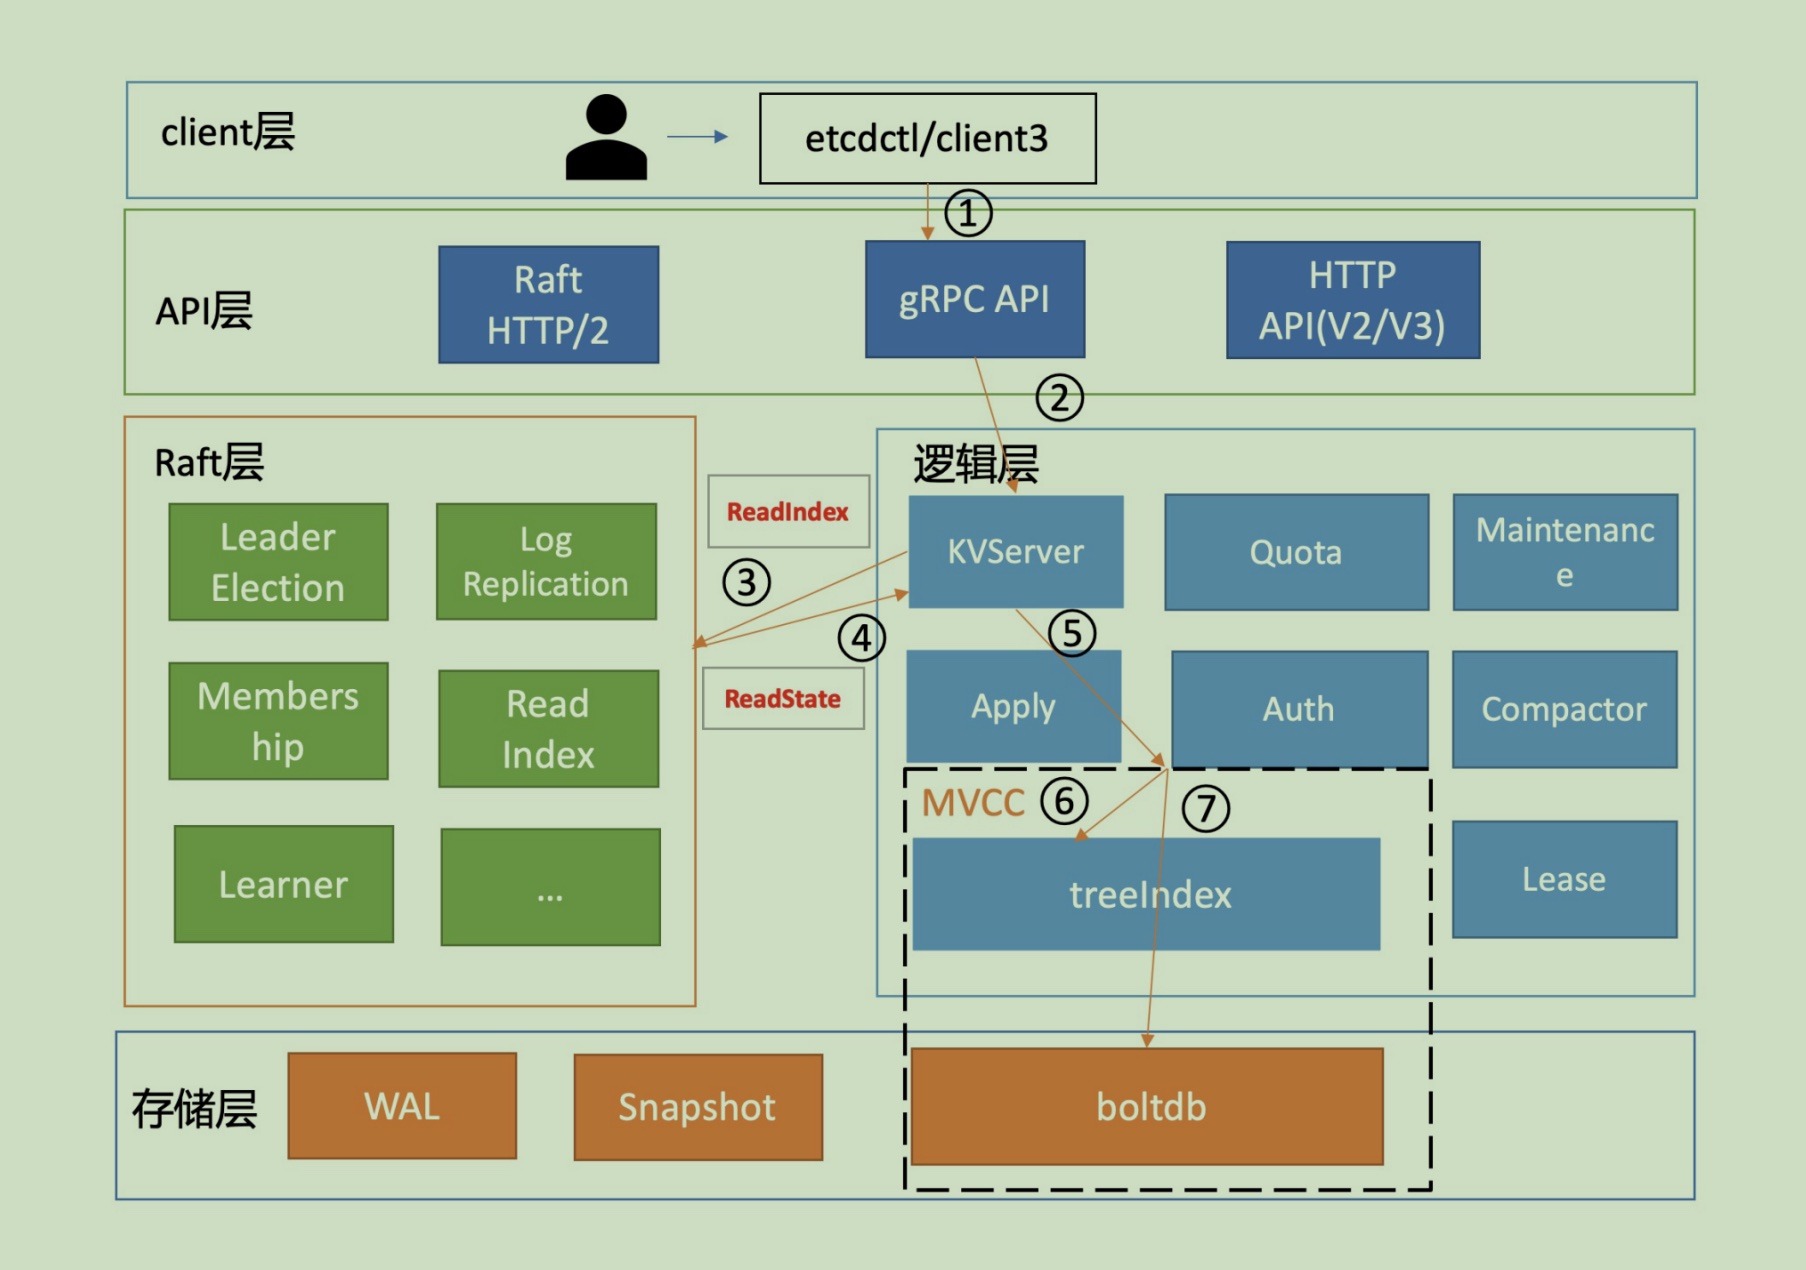 client层
etcdctl/client3
①
API层
Raft
HTTP/2
gRPC API
HTTP
API(V2/V3)
②
Raft层
Leader
Election
Log
Replication
Members
hip
Read
Index
Learner
...
ReadIndex
③
④
ReadState
逻辑层
KVServer
Quota
Maintenanc
e
⑤
Apply
Auth
Compactor
MVCC
⑥
⑦
treeIndex
Lease
存储层
WAL
Snapshot
boltdb